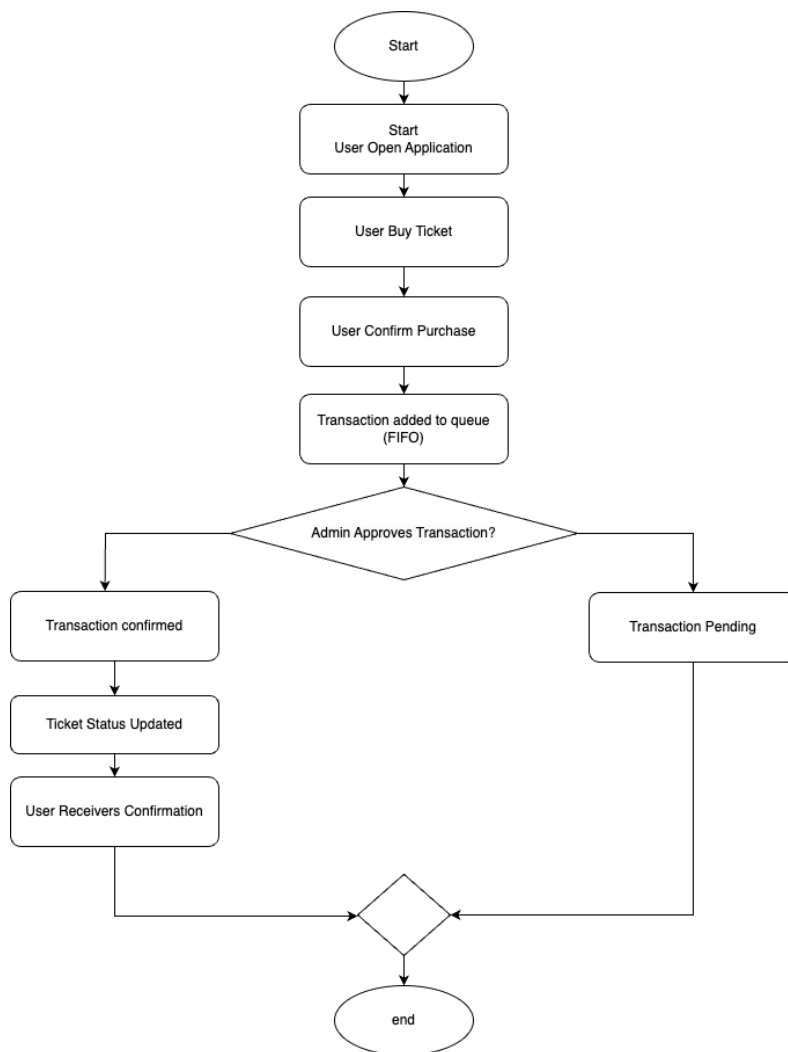 Start
Start
User Open Application
User Buy Ticket
User Confirm Purchase
Transaction added to queue
(FIFO)
Admin Approves Transaction?
Transaction confirmed
Transaction Pending
Ticket Status Updated
User Receivers Confirmation
end